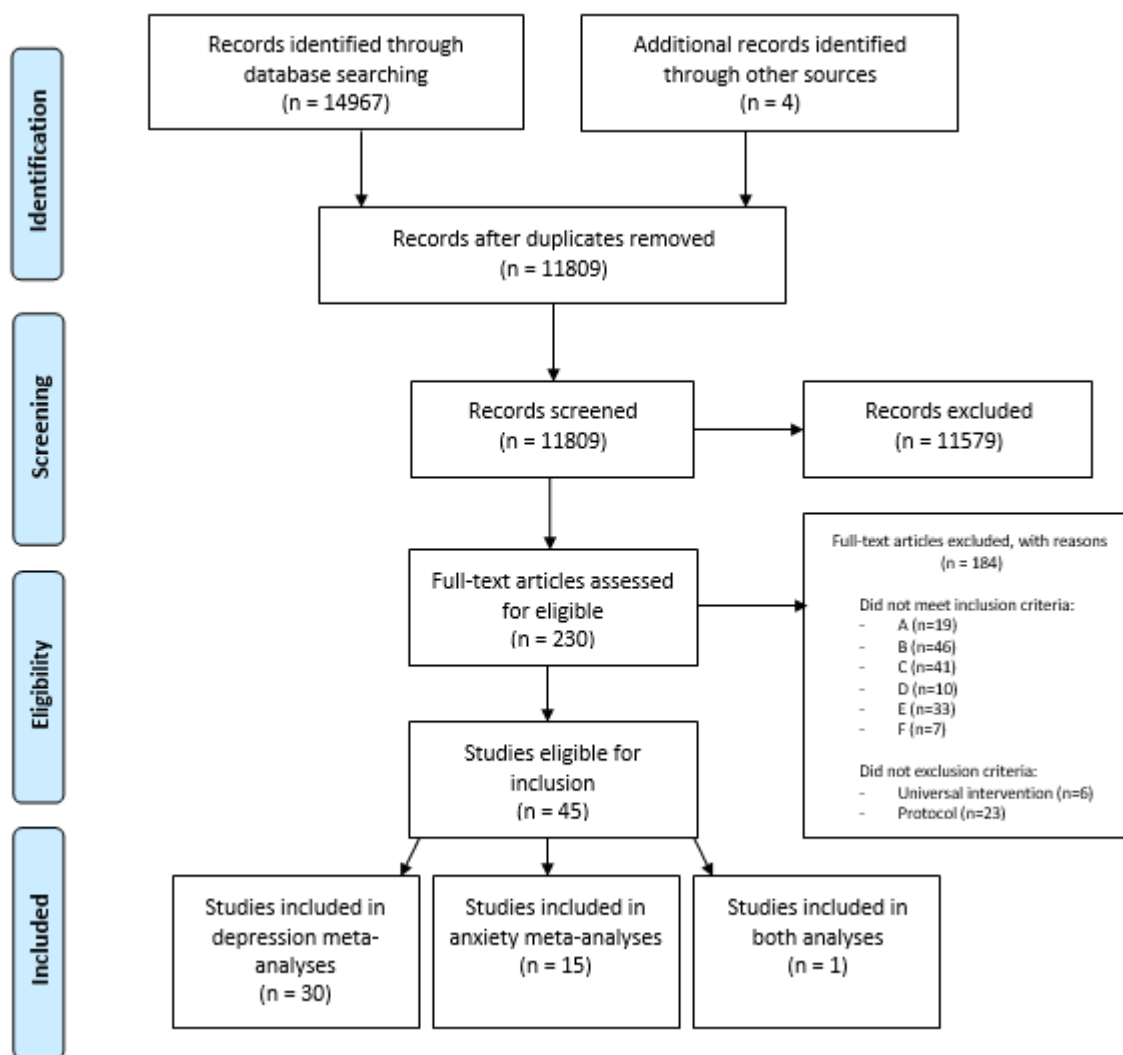 Identification
Records identified through
database searching
(n = 14967)
Additional records identified
through other sources
(n = 4)
Records after duplicates removed
(n = 11809)
Screening
Records screened
(n = 11809)
Records excluded
(n = 11579)
Eligibility
Full-text articles assessed
for eligible
(n = 230)
Full-text articles excluded, with reasons
(n = 184)
Did not meet inclusion criteria:
- A (n=19)
- B (n=46)
- C (n=41)
- D (n=10)
- E (n=33)
- F (n=7)
Did not exclusion criteria:
- Universal intervention (n=6)
- Protocol (n=23)
Studies eligible for
inclusion
(n = 45)
Included
Studies included in
depression meta-
analyses
(n = 30)
Studies included in
anxiety meta-analyses
(n = 15)
Studies included in
both analyses
(n = 1)